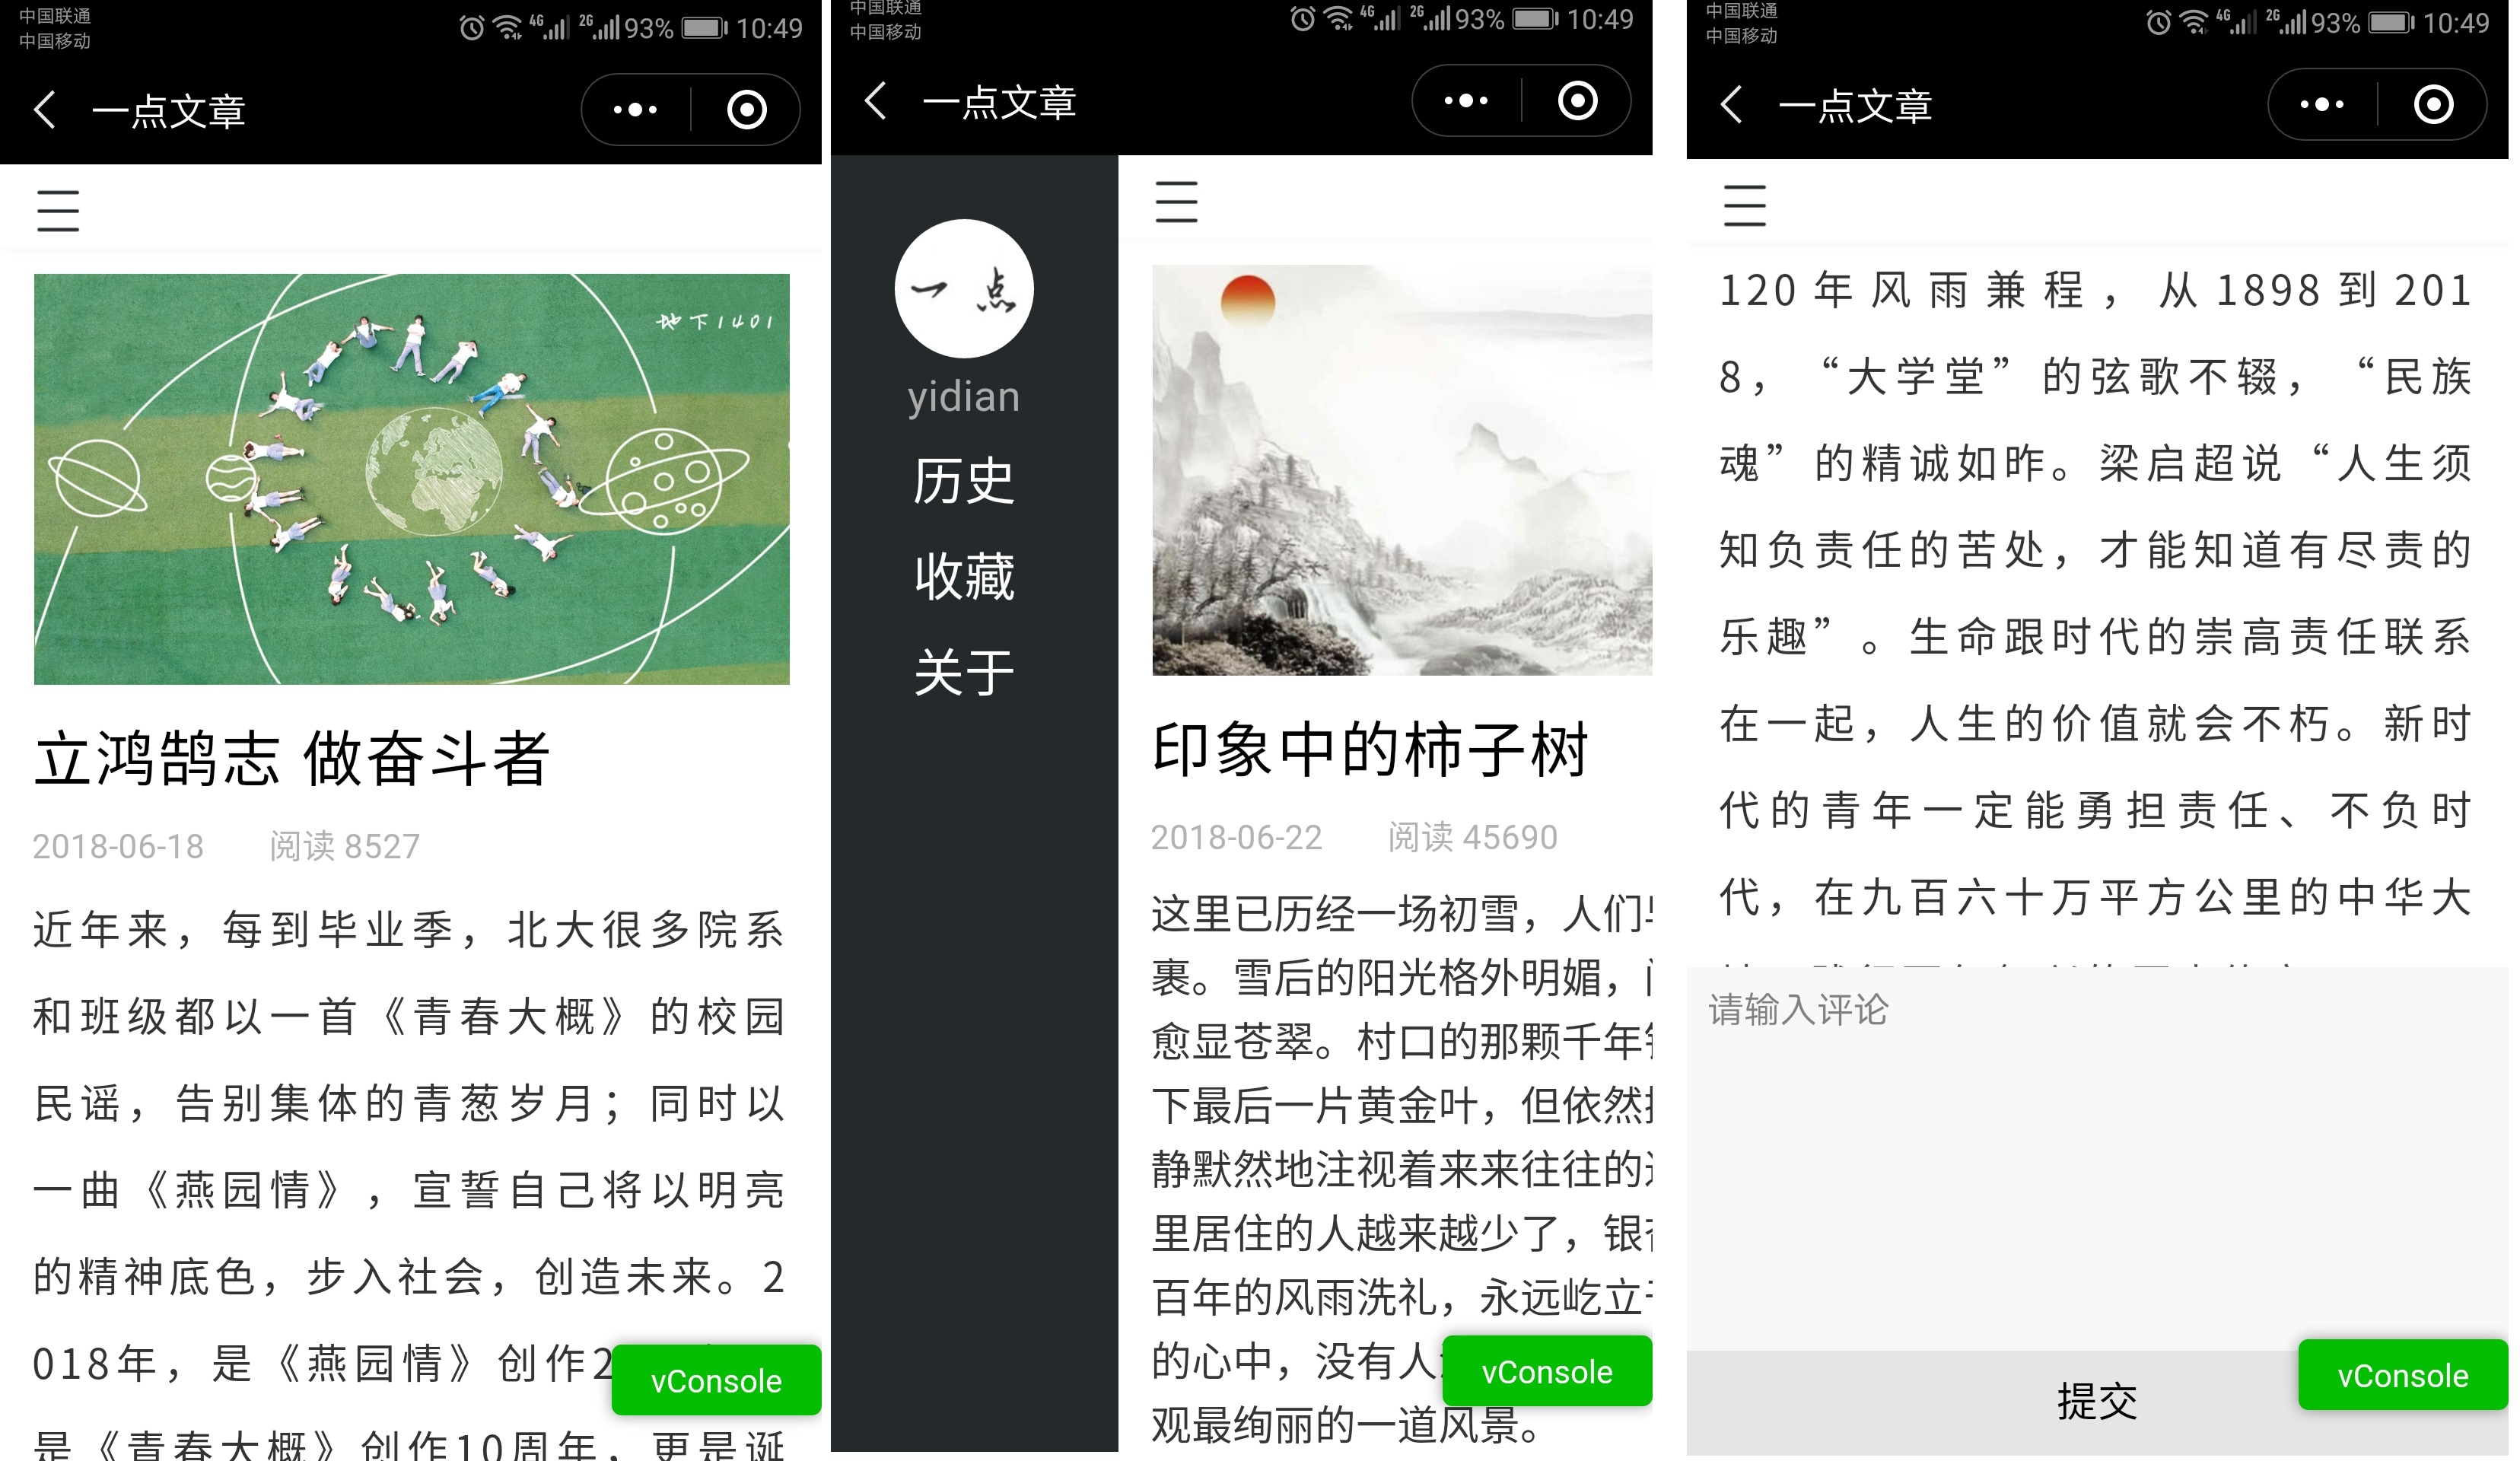 中国联通
中国移动
4G 2G 93% 10:49
一点文章
地下1401
立鸿鹄志 做奋斗者
2018-06-18 阅读 8527
近年来，每到毕业季，北大很多院系
和班级都以一首《青春大概》的校园
民谣，告别集体的青葱岁月；同时以
一曲《燕园情》，宣誓自己将以明亮
的精神底色，步入社会，创造未来。2
018年，是《燕园情》创作2
vConsole
是《青春大概》创作10周年，更是诞
中国联通
中国移动
4G 2G 93% 10:49
一点文章
一点
yidian
历史
收藏
关于
印象中的柿子树
2018-06-22 阅读 45690
这里已历经一场初雪，人们
裹。雪后的阳光格外明媚，
愈显苍翠。村口的那颗千年
下最后一片黄金叶，但依然
静默然地注视着来来往往的
里居住的人越来越少了，银
百年的风雨洗礼，永远屹立
的心中，没有人
vConsole
观最绚丽的一道风景。
中国联通
中国移动
4G 2G 93% 10:49
一点文章
120年风雨兼程，从1898到201
8，“大学堂”的弦歌不辍，“民族
魂”的精诚如昨。梁启超说“人生须
知负责任的苦处，才能知道有尽责的
乐趣”。生命跟时代的崇高责任联系
在一起，人生的价值就会不朽。新时
代的青年一定能勇担责任、不负时
代，在九百六十万平方公里的中华大
请输入评论
vConsole
提交